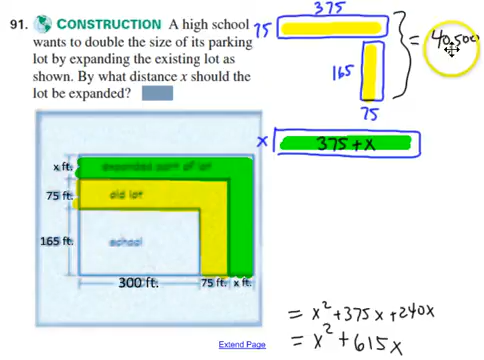 91. CONSTRUCTION A high school
wants to double the size of its parking
lot by expanding the existing lot as
shown. By what distance x should the
lot be expanded?
375
75
165
75
= 40,500
x
375 + x
x ft.
expanded part of lot
75 ft.
old lot
165 ft.
school
300 ft.
75 ft.
x ft.
= x² + 375x + 240x
= x² + 615x
Extend Page